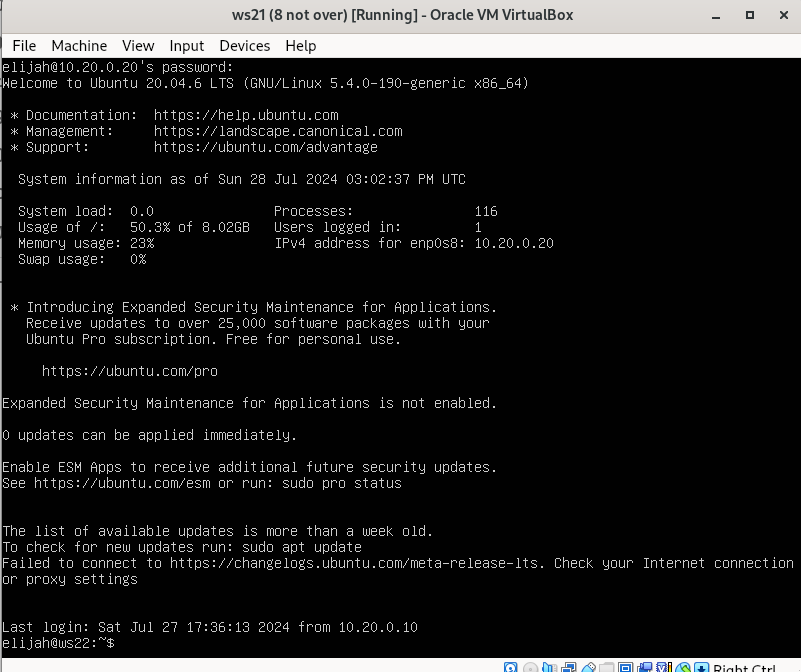 ws21 (8 not over) [Running] - Oracle VM VirtualBox
File Machine View Input Devices Help
elijah@10.20.0.20's password:
Welcome to Ubuntu 20.04.6 LTS (GNU/Linux 5.4.0-190-generic x86_64)
* Documentation: https://help.ubuntu.com
* Management: https://landscape.canonical.com
* Support: https://ubuntu.com/advantage
System information as of Sun 28 Jul 2024 03:02:37 PM UTC
System load: 0.0 Processes: 116
Usage of /: 50.3% of 8.02GB Users logged in: 1
Memory usage: 23% IPv4 address for enp0s8: 10.20.0.20
Swap usage: 0%
* Introducing Expanded Security Maintenance for Applications.
Receive updates to over 25,000 software packages with your
Ubuntu Pro subscription. Free for personal use.
https://ubuntu.com/pro
Expanded Security Maintenance for Applications is not enabled.
0 updates can be applied immediately.
Enable ESM Apps to receive additional future security updates.
See https://ubuntu.com/esm or run: sudo pro status
The list of available updates is more than a week old.
To check for new updates run: sudo apt update
Failed to connect to https://changelogs.ubuntu.com/meta-release-lts. Check your Internet connection
or proxy settings
Last login: Sat Jul 27 17:36:13 2024 from 10.20.0.10
elijah@ws22:~$
Right Ctrl